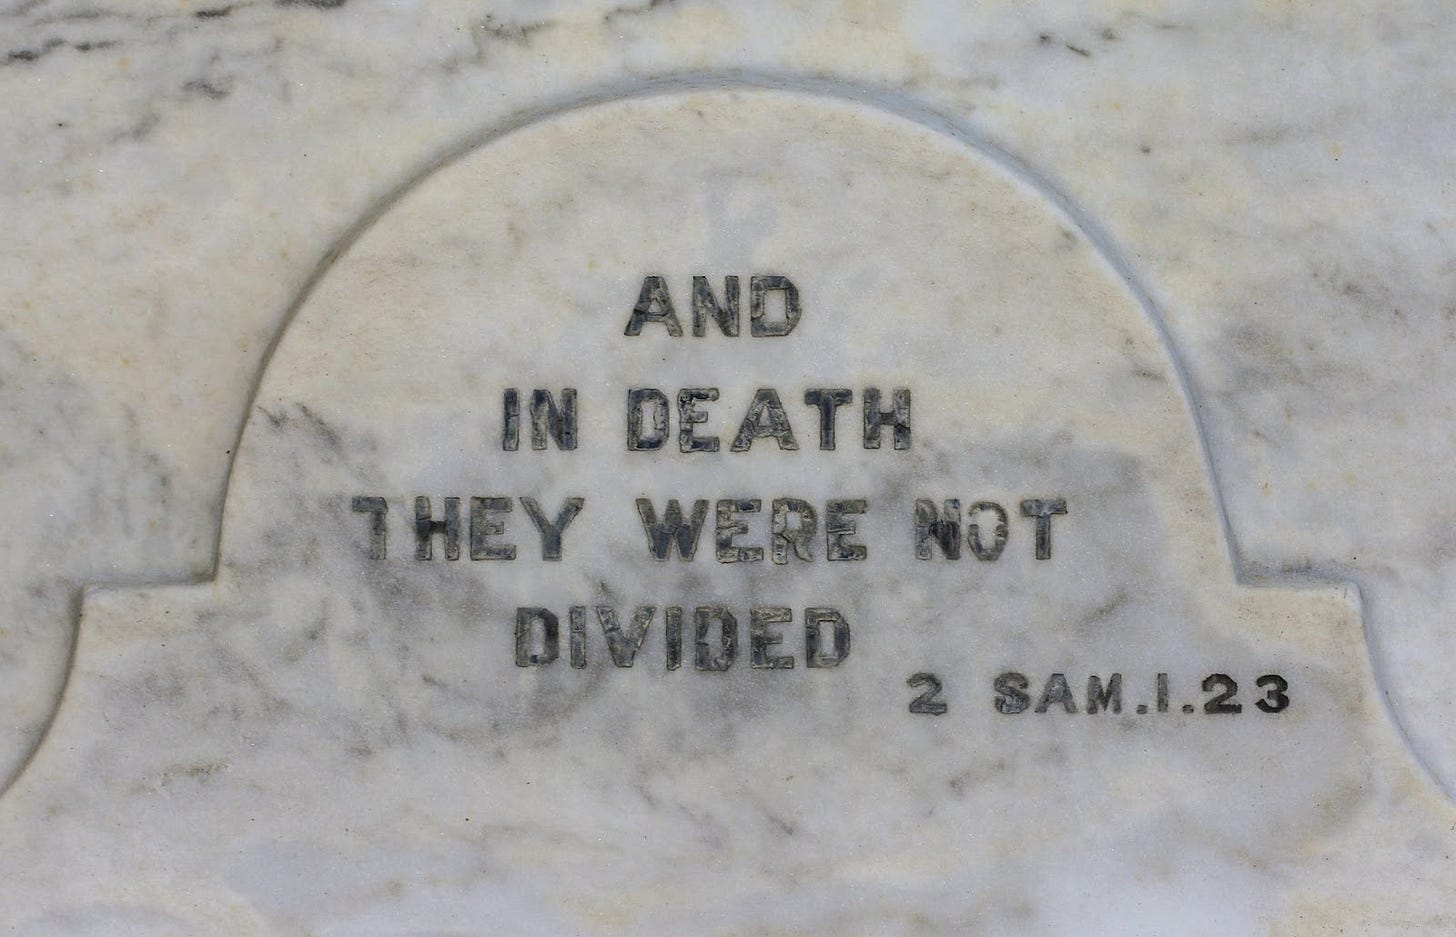 AND
IN DEATH
THEY WERE NOT
DIVIDED
2 SAM.I.23